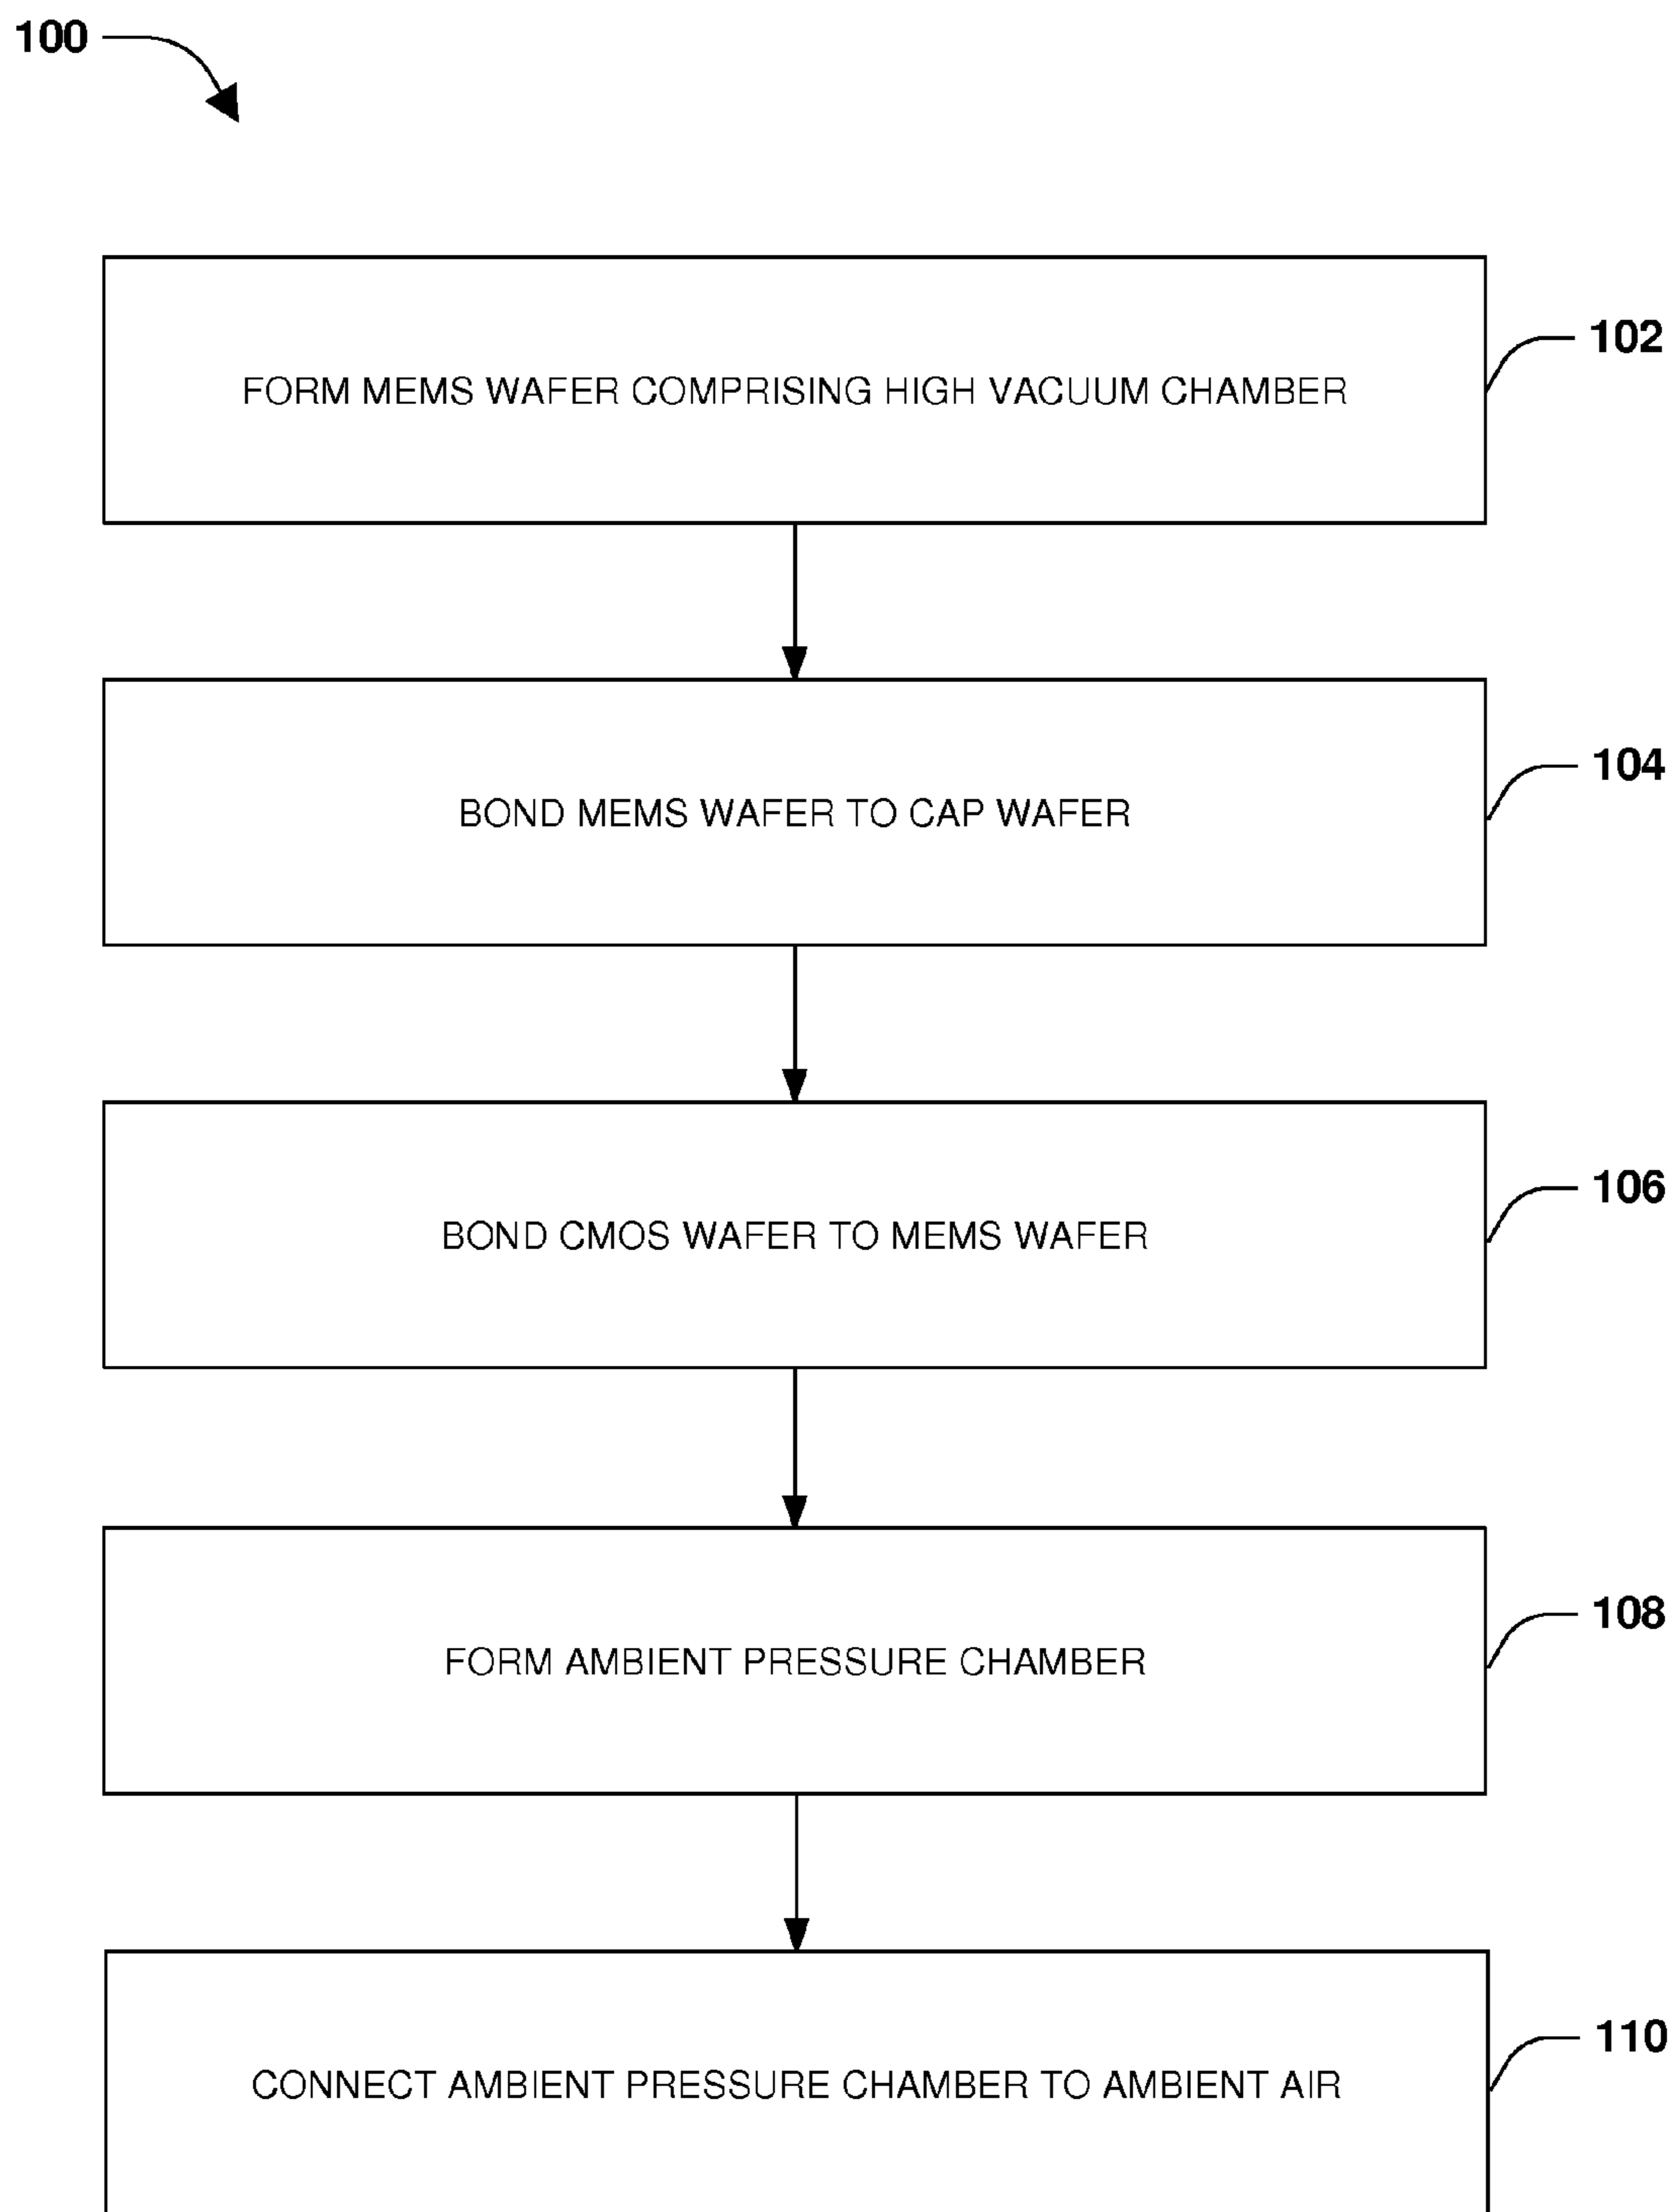 100
FORM MEMS WAFER COMPRISING HIGH VACUUM CHAMBER
102
BOND MEMS WAFER TO CAP WAFER
104
BOND CMOS WAFER TO MEMS WAFER
106
FORM AMBIENT PRESSURE CHAMBER
108
CONNECT AMBIENT PRESSURE CHAMBER TO AMBIENT AIR
110